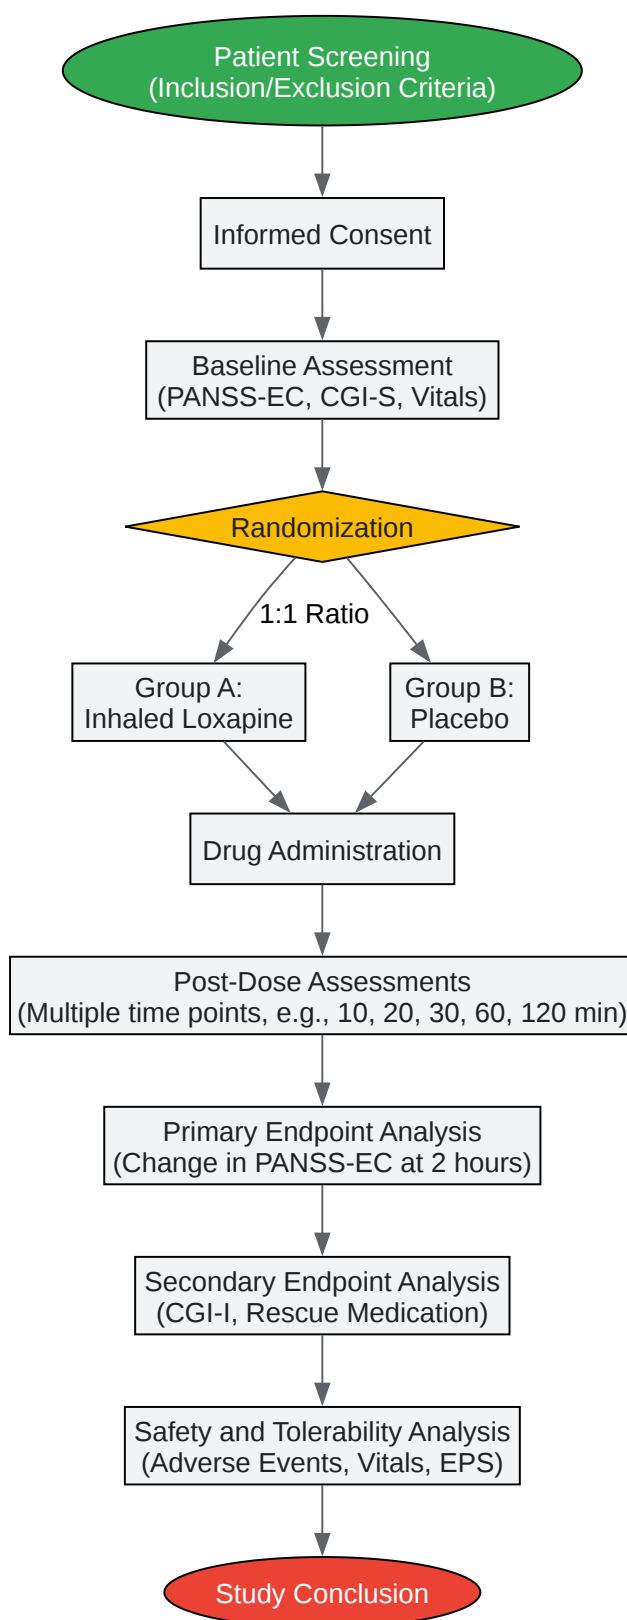 Patient Screening
(Inclusion/Exclusion Criteria)
Informed Consent
Baseline Assessment
(PANSS-EC, CGI-S, Vitals)
Randomization
1:1 Ratio
Group A:
Inhaled Loxapine
Group B:
Placebo
Drug Administration
Post-Dose Assessments
(Multiple time points, e.g., 10, 20, 30, 60, 120 min)
Primary Endpoint Analysis
(Change in PANSS-EC at 2 hours)
Secondary Endpoint Analysis
(CGI-I, Rescue Medication)
Safety and Tolerability Analysis
(Adverse Events, Vitals, EPS)
Study Conclusion